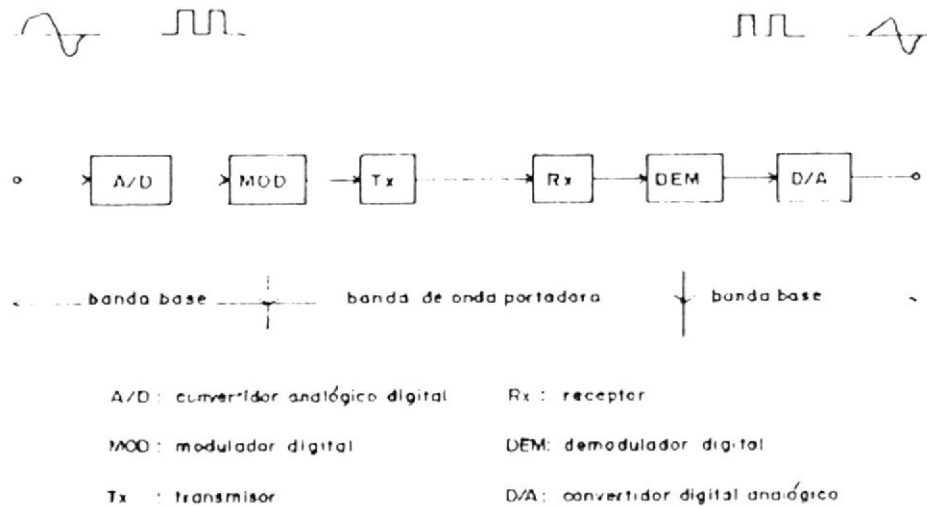 A/D MOD Tx Rx DEM D/A
banda base banda de onda portadora banda base
A/D : convertidor analógico digital Rx : receptor
MOD : modulador digital DEM: demodulador digital
Tx : transmisor D/A: convertidor digital analógico